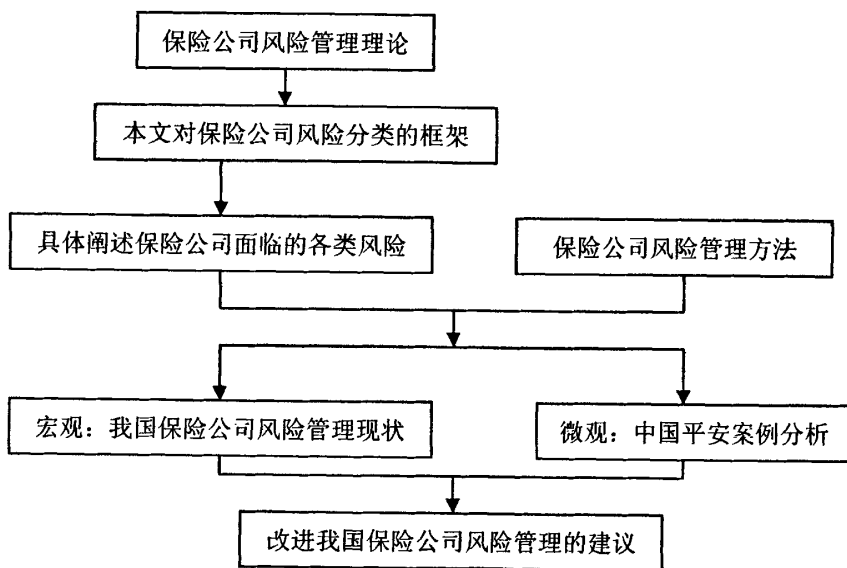 保险公司风险管理理论
本文对保险公司风险分类的框架
具体阐述保险公司面临的各类风险
保险公司风险管理方法
宏观：我国保险公司风险管理现状
微观：中国平安案例分析
改进我国保险公司风险管理的建议